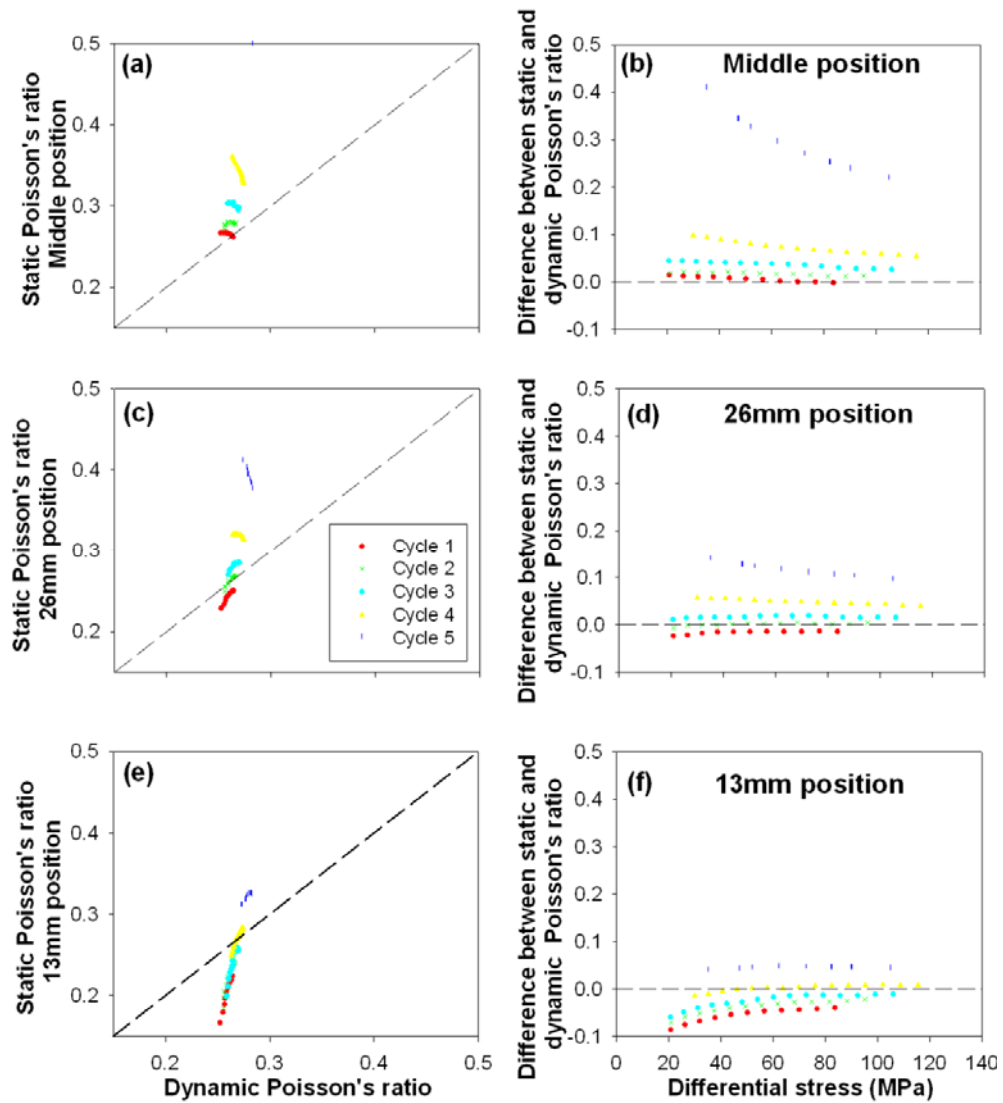 (a)
0.5
0.4
0.3
0.2
Static Poisson's ratio
Middle position
(b)
Middle position
0.5
0.4
0.3
0.2
0.1
0.0
-0.1
Difference between static and
dynamic Poisson's ratio
(c)
0.5
0.4
0.3
0.2
Static Poisson's ratio
26mm position
Cycle 1
Cycle 2
Cycle 3
Cycle 4
Cycle 5
(d)
26mm position
0.5
0.4
0.3
0.2
0.1
0.0
-0.1
Difference between static and
dynamic Poisson's ratio
(e)
0.5
0.4
0.3
0.2
Static Poisson's ratio
13mm position
0.2
0.3
0.4
0.5
Dynamic Poisson's ratio
(f)
13mm position
0.5
0.4
0.3
0.2
0.1
0.0
-0.1
Difference between static and
dynamic Poisson's ratio
0
20
40
60
80
100
120
140
Differential stress (MPa)